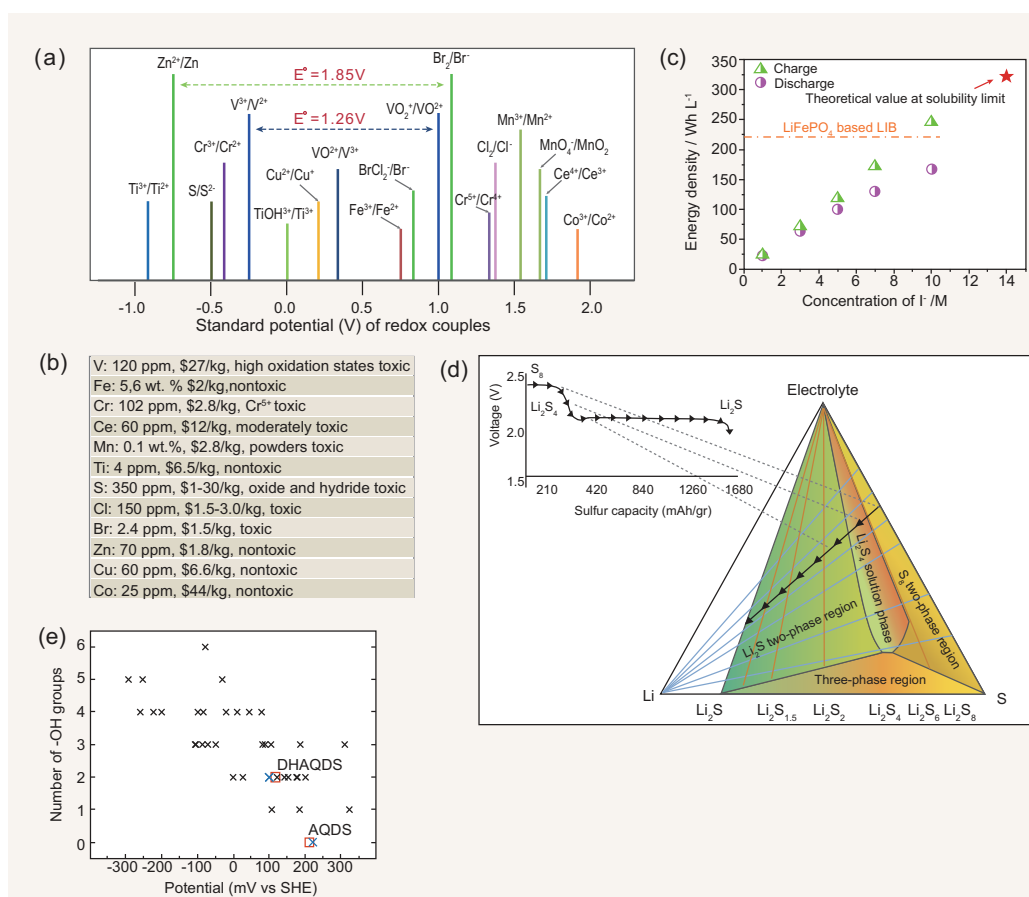 (a)
Zn²⁺/Zn
Br₂/Br⁻
E°=1.85V
V³⁺/V²⁺
VO₂⁺/VO²⁺
E°=1.26V
Mn³⁺/Mn²⁺
Cr³⁺/Cr²⁺
Cu²⁺/Cu⁺
VO²⁺/V³⁺
BrCl₂⁻/Br⁻
Cl₂/Cl⁻
MnO₄⁻/MnO₂
Ti³⁺/Ti²⁺
S/S²⁻
Ce⁴⁺/Ce³⁺
TiOH³⁺/Ti³⁺
Fe³⁺/Fe²⁺
Cr⁵⁺/Cr⁴⁺
Co³⁺/Co²⁺
-1.0 -0.5 0.0 0.5 1.0 1.5 2.0
Standard potential (V) of redox couples
(b)
V: 120 ppm, $27/kg, high oxidation states toxic
Fe: 5,6 wt. % $2/kg,nontoxic
Cr: 102 ppm, $2.8/kg, Cr⁵⁺ toxic
Ce: 60 ppm, $12/kg, moderately toxic
Mn: 0.1 wt.%, $2.8/kg, powders toxic
Ti: 4 ppm, $6.5/kg, nontoxic
S: 350 ppm, $1-30/kg, oxide and hydride toxic
Cl: 150 ppm, $1.5-3.0/kg, toxic
Br: 2.4 ppm, $1.5/kg, toxic
Zn: 70 ppm, $1.8/kg, nontoxic
Cu: 60 ppm, $6.6/kg, nontoxic
Co: 25 ppm, $44/kg, nontoxic
(c)
Energy density / Wh L⁻¹
350
300
250
200
150
100
50
0
Charge
Discharge
Theoretical value at solubility limit
LiFePO₄ based LIB
0 2 4 6 8 10 12 14
Concentration of I⁻/M
(d)
Voltage (V)
2.5
2.0
1.5
S₈
Li₂S₄
Li₂S
210 420 840 1260 1680
Sulfur capacity (mAh/gr)
Electrolyte
Li₂S₄ solution phase
S₈ two-phase region
Li₂S two-phase region
Three-phase region
Li
S
Li₂S Li₂S₁.₅ Li₂S₂ Li₂S₄ Li₂S₆ Li₂S₈
(e)
Number of -OH groups
6
5
4
3
2
1
0
DHAQDS
AQDS
-300 -200 -100 0 100 200 300
Potential (mV vs SHE)